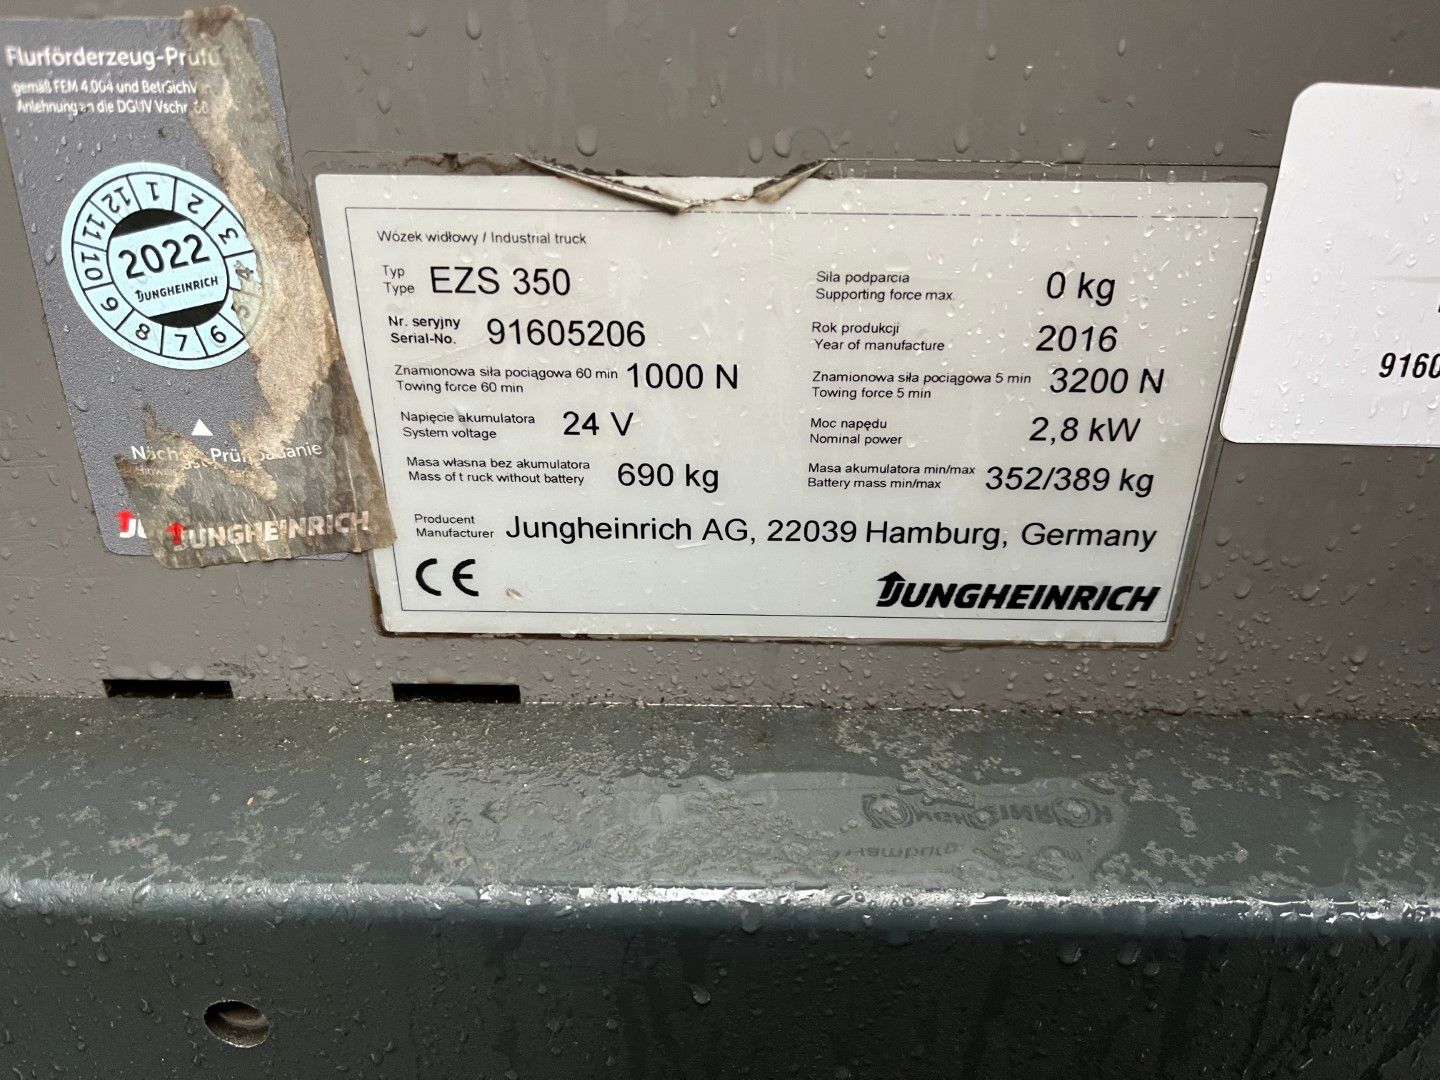 Flurförderzeug-Prüfu
gemäß FEM 4.004 und BetrSichV
Anlehnung an die DGUV Vschr. 68
12 1 2 3 4 5 6 7 8 9 10 11
2022
JUNGHEINRICH
JUNGHEINRICH
Wózek widłowy / Industrial truck
Typ
Type EZS 350
Nr. seryjny
Serial-No. 91605206
Znamionowa siła pociągowa 60 min 1000 N
Towing force 60 min
Napięcie akumulatora
System voltage 24 V
Masa własna bez akumulatora
Mass of t ruck without battery 690 kg
Siła podparcia
Supporting force max. 0 kg
Rok produkcji
Year of manufacture 2016
Znamionowa siła pociągowa 5 min 3200 N
Towing force 5 min
Moc napędu
Nominal power 2,8 kW
Masa akumulatora min/max
Battery mass min/max 352/389 kg
Producent
Manufacturer Jungheinrich AG, 22039 Hamburg, Germany
CE
JUNGHEINRICH
9160